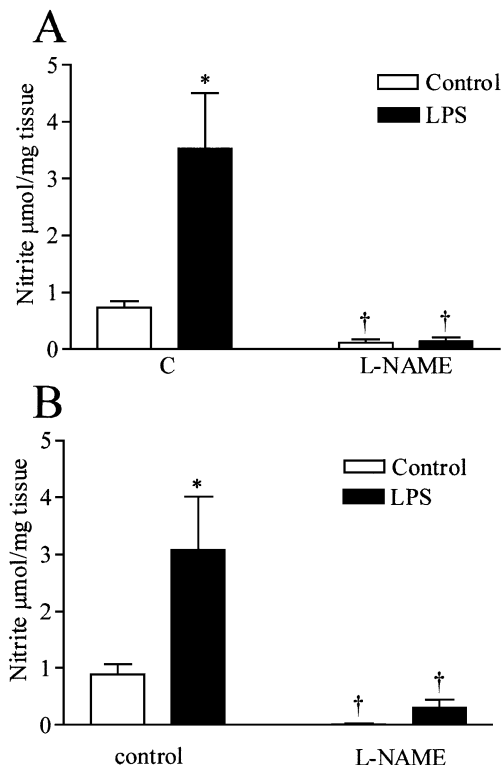 A
Nitrite μmol/mg tissue
5
4
3
2
1
0
*
† †
Control
LPS
C L-NAME
B
Nitrite μmol/mg tissue
5
4
3
2
1
0
*
† †
Control
LPS
control L-NAME